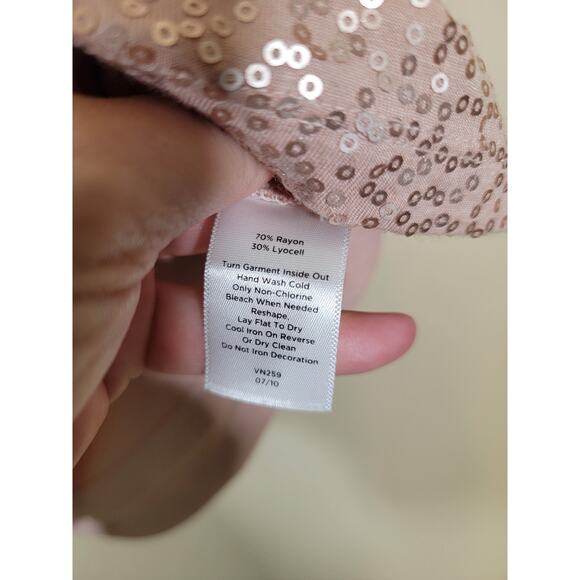 70% Rayon
30% Lyocell
Turn Garment Inside Out
Hand Wash Cold
Only Non-Chlorine
Bleach When Needed
Reshape,
Lay Flat To Dry
Cool Iron On Reverse
Or Dry Clean
Do Not Iron Decoration
VN259
07/10